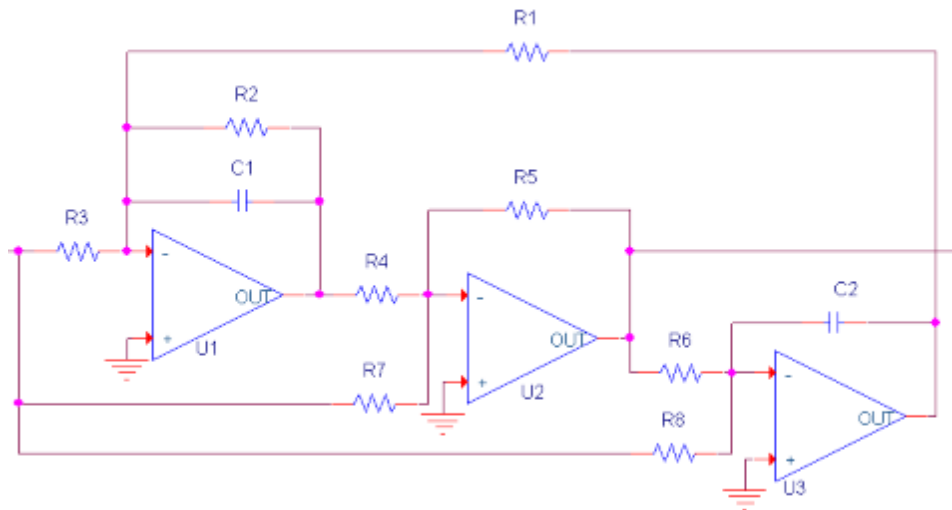 R1
R2
C1
R3
R5
R4
- OUT
+
U1
C2
- OUT
+
U2
R6
R7
R8
- OUT
+
U3